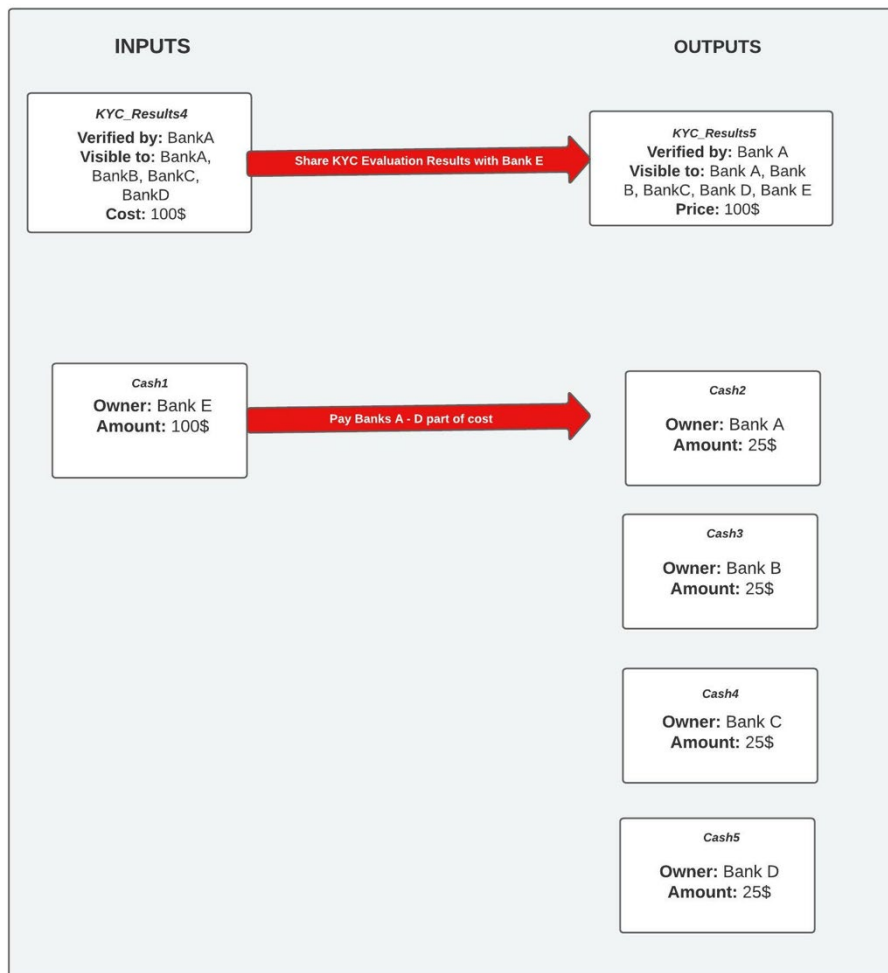 INPUTS
OUTPUTS
KYC_Results4
Verified by: BankA
Visible to: BankA,
BankB, BankC,
BankD
Cost: 100$
Share KYC Evaluation Results with Bank E
KYC_Results5
Verified by: Bank A
Visible to: Bank A, Bank
B, BankC, Bank D, Bank E
Price: 100$
Cash1
Owner: Bank E
Amount: 100$
Pay Banks A - D part of cost
Cash2
Owner: Bank A
Amount: 25$
Cash3
Owner: Bank B
Amount: 25$
Cash4
Owner: Bank C
Amount: 25$
Cash5
Owner: Bank D
Amount: 25$